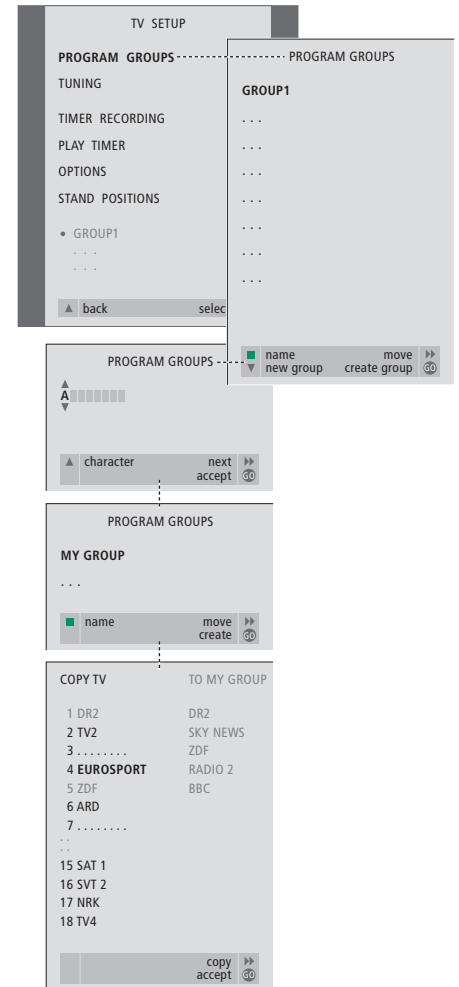 TV SETUP
PROGRAM GROUPS
TUNING
TIMER RECORDING
PLAY TIMER
OPTIONS
STAND POSITIONS
• GROUP1
. . .
. . .
▲ back selec
PROGRAM GROUPS
GROUP1
. . .
. . .
. . .
. . .
. . .
. . .
. . .
name move
new group create group GO
PROGRAM GROUPS
A
character next
accept GO
PROGRAM GROUPS
MY GROUP
. . .
name move
create GO
COPY TV TO MY GROUP
1 DR2 DR2
2 TV2 SKY NEWS
3 . . . . . . . . ZDF
4 EUROSPORT RADIO 2
5 ZDF BBC
6 ARD
7 . . . . . . . .
. .
. .
15 SAT 1
16 SVT 2
17 NRK
18 TV4
copy
accept GO